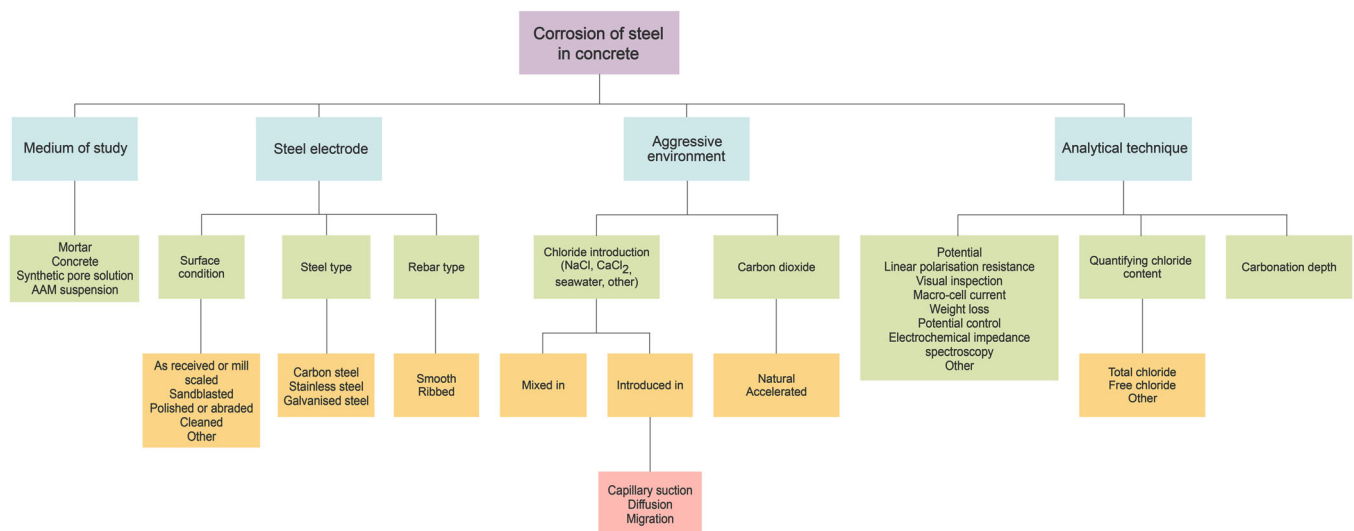 Corrosion of steel
in concrete
Medium of study
Steel electrode
Aggressive
environment
Analytical technique
Mortar
Concrete
Synthetic pore solution
AAM suspension
Surface
condition
Steel type
Rebar type
Chloride introduction
(NaCl, CaCl2,
seawater, other)
Carbon dioxide
Potential
Linear polarisation resistance
Visual inspection
Macro-cell current
Weight loss
Potential control
Electrochemical impedance
spectroscopy
Other
Quantifying chloride
content
Carbonation depth
As received or mill
scaled
Sandblasted
Polished or abraded
Cleaned
Other
Carbon steel
Stainless steel
Galvanised steel
Smooth
Ribbed
Mixed in
Introduced in
Natural
Accelerated
Total chloride
Free chloride
Other
Capillary suction
Diffusion
Migration